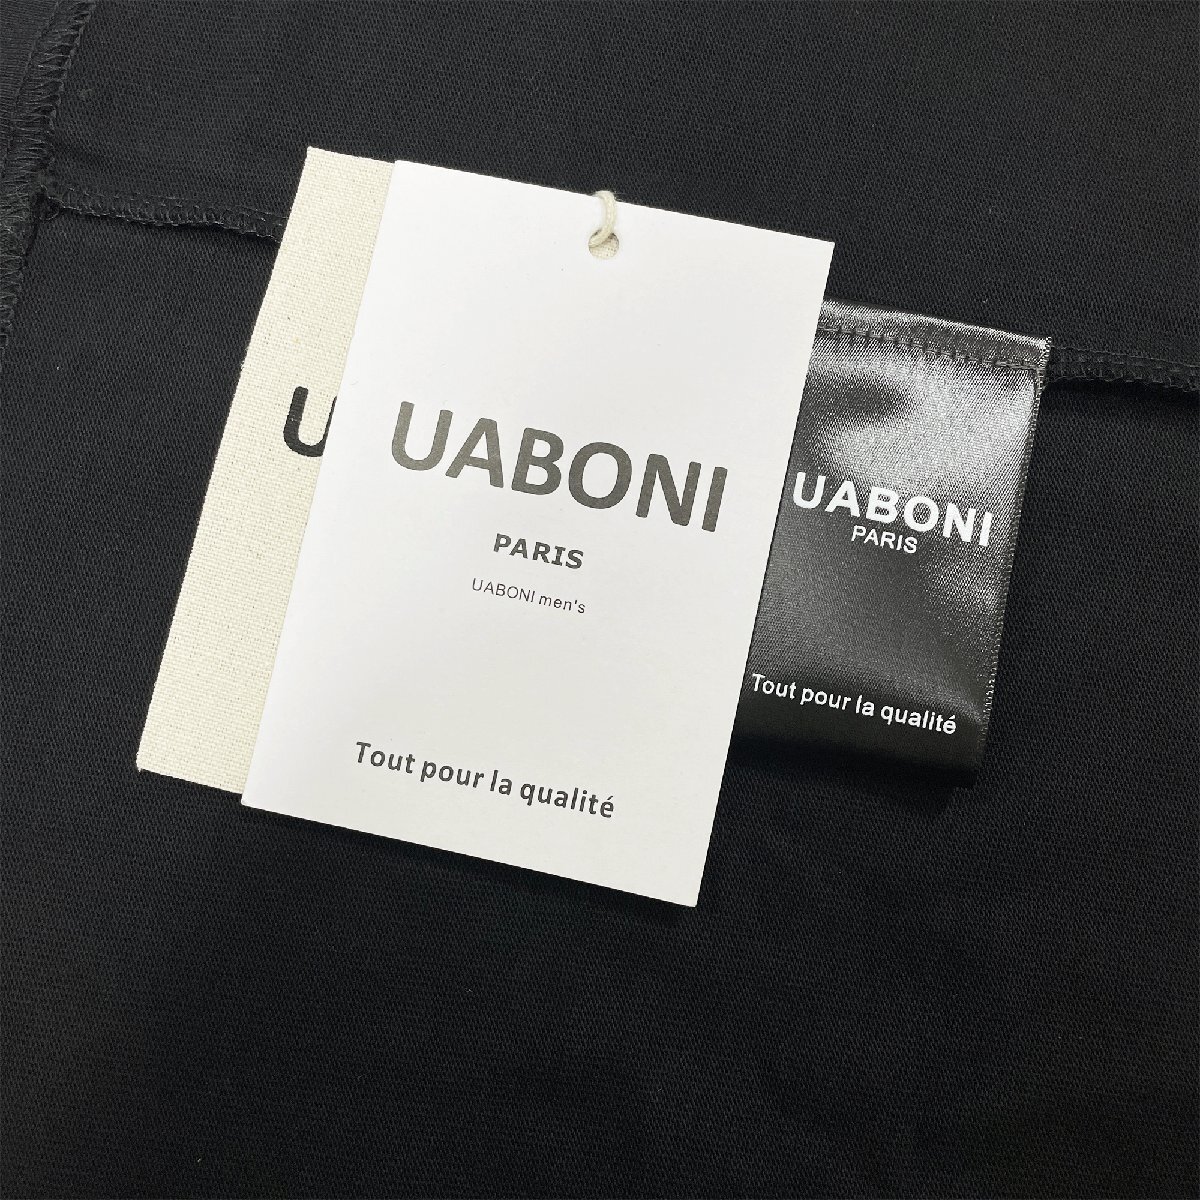 UABONI
PARIS
UABONI men's
Tout pour la qualité
U
UABONI
PARIS
Tout pour la qualité